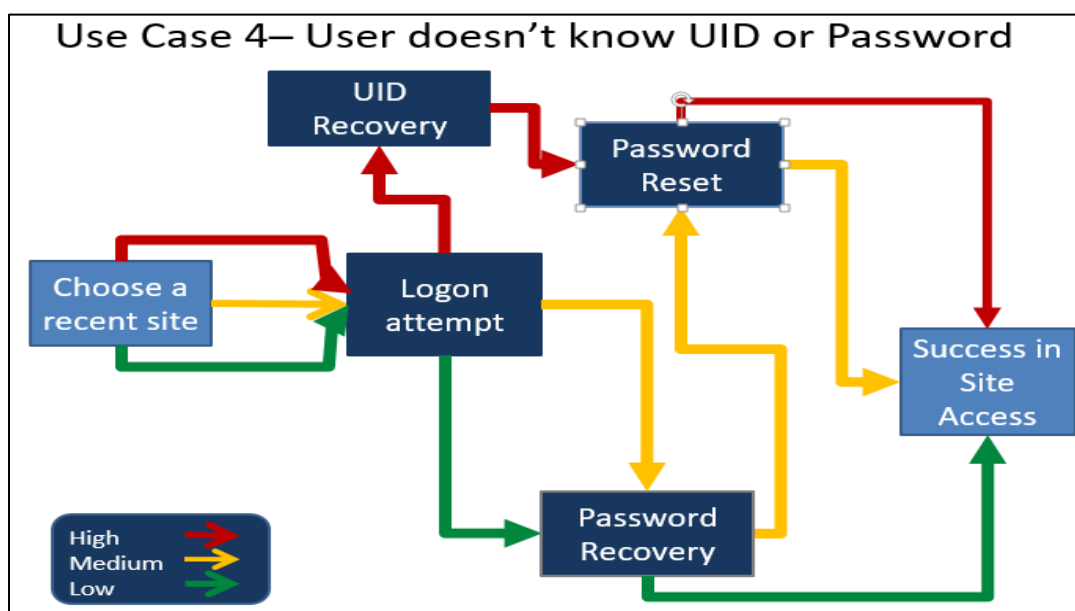 Use Case 4– User doesn't know UID or Password
UID
Recovery
Password
Reset
Choose a
recent site
Logon
attempt
Success in
Site
Access
Password
Recovery
High
Medium
Low